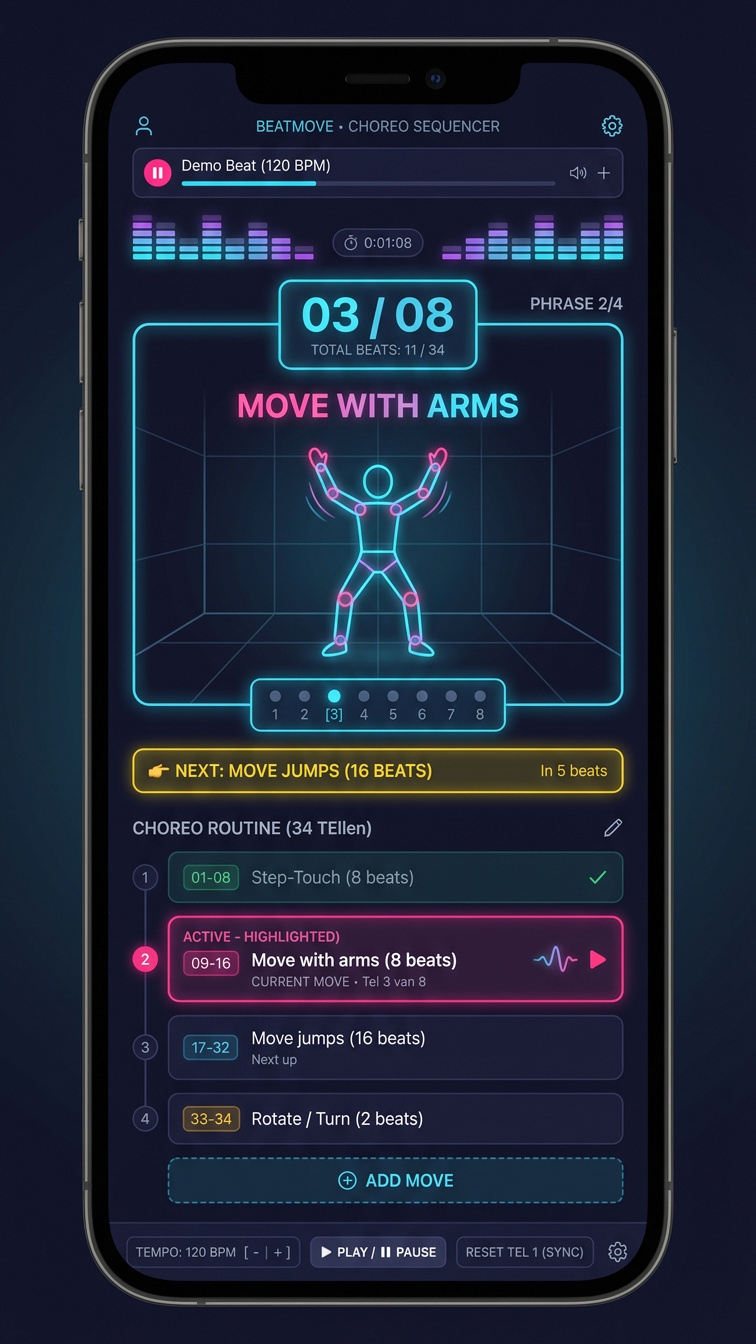 BEATMOVE • CHOREO SEQUENCER
Demo Beat (120 BPM)
0:01:08
03 / 08
TOTAL BEATS: 11 / 34
PHRASE 2/4
MOVE WITH ARMS
1 2 [3] 4 5 6 7 8
👉 NEXT: MOVE JUMPS (16 BEATS) In 5 beats
CHOREO ROUTINE (34 TEllen)
1 01-08 Step-Touch (8 beats)
ACTIVE - HIGHLIGHTED)
2 09-16 Move with arms (8 beats)
CURRENT MOVE • Tel 3 van 8
3 17-32 Move jumps (16 beats)
Next up
4 33-34 Rotate / Turn (2 beats)
ADD MOVE
TEMPO: 120 BPM [ - | + ] PLAY / PAUSE RESET TEL 1 (SYNC)